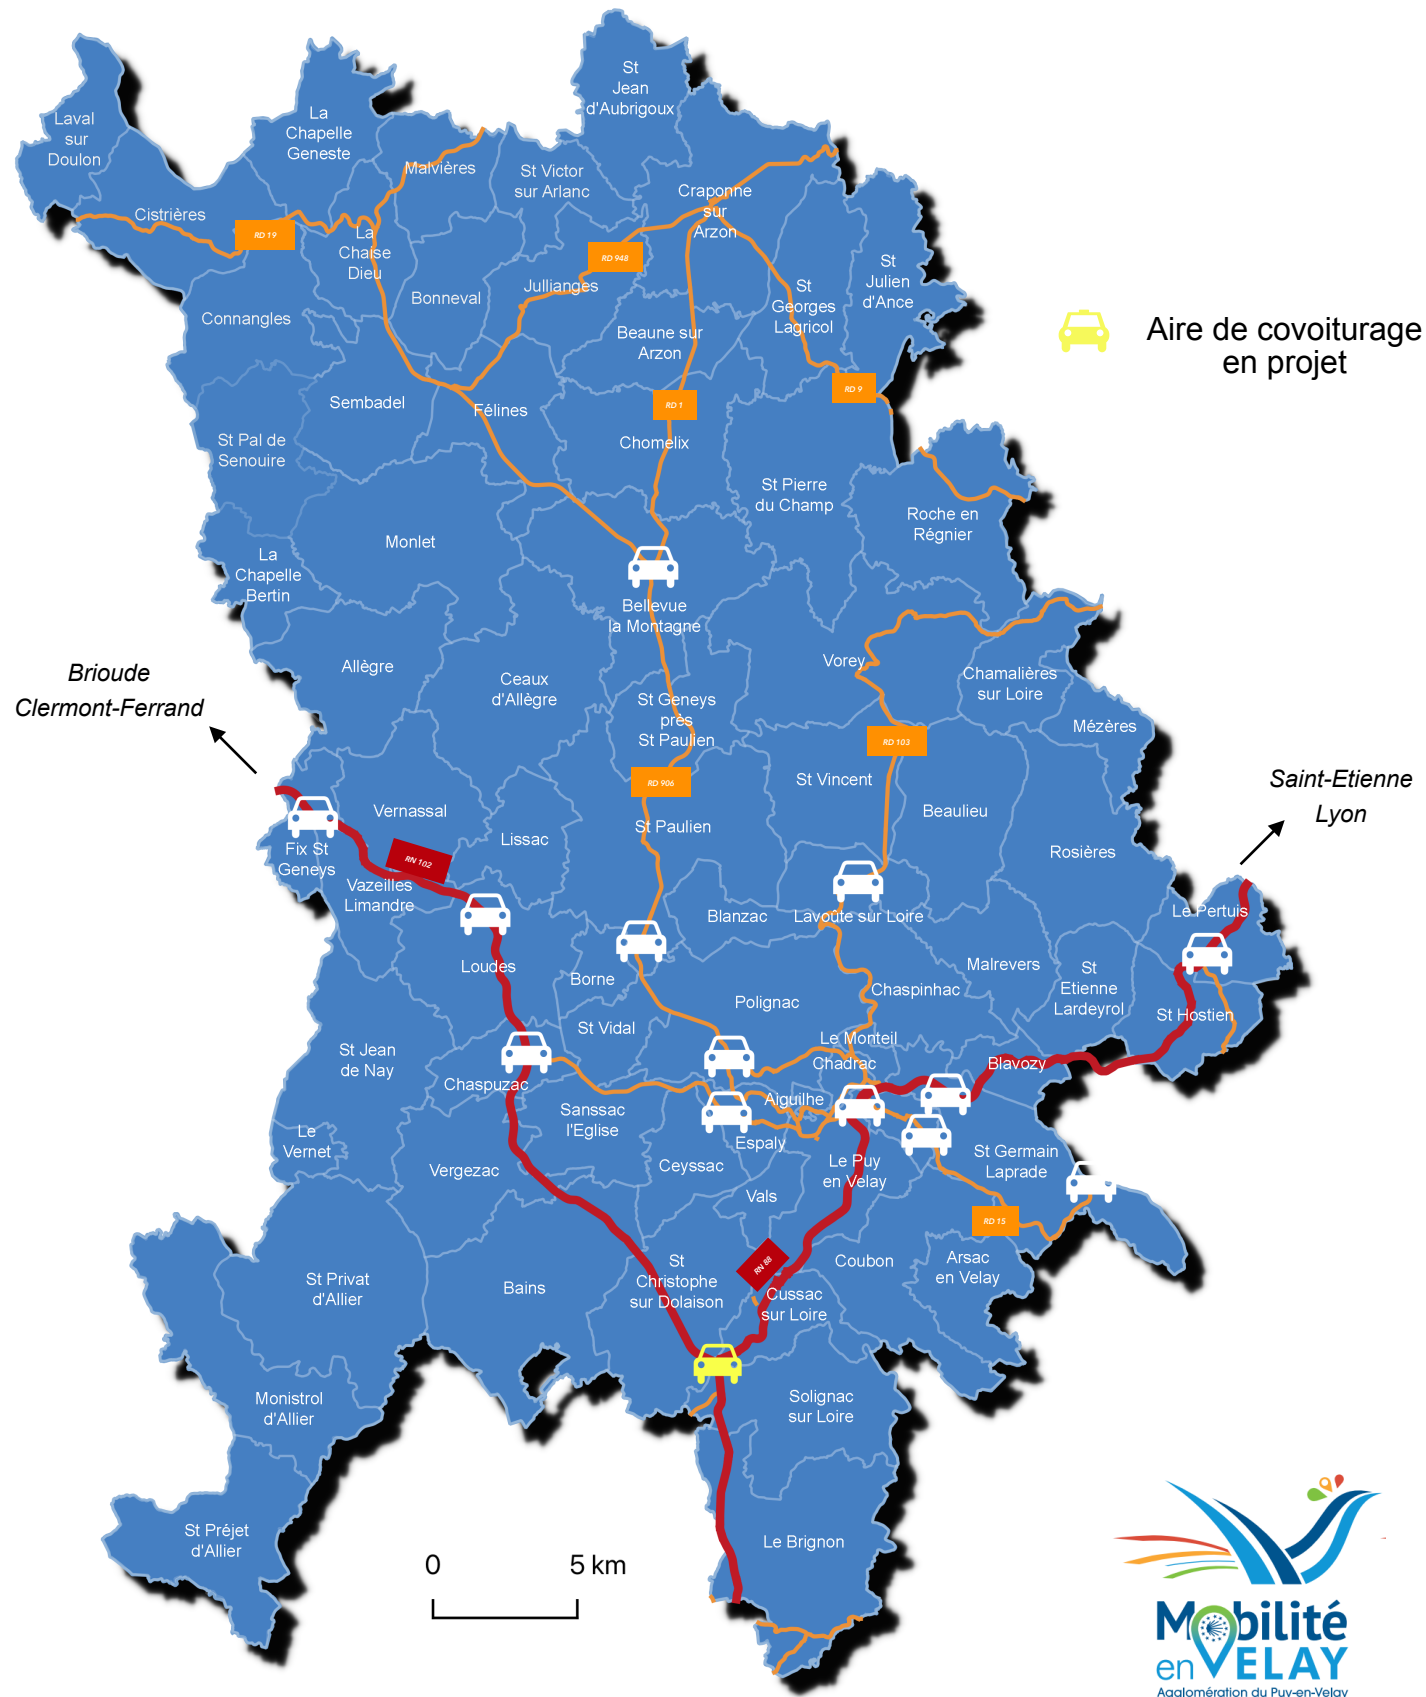 St
Jean
d'Aubrigoux
Laval
sur
Doulon
La
Chapelle
Geneste
Malvières
St Victor
sur Arlanc
Craponne
sur
Arzon
Cistrières
RD 19
La
Chaise
Dieu
RD 948
Jullianges
Bonneval
St
Georges
Lagricol
St
Julien
d'Ance
Connangles
Beaune sur
Arzon
Aire de covoiturage
en projet
RD 9
RD 1
Sembadel
Félines
St Pal de
Senouire
Chomelix
St Pierre
du Champ
Roche en
Régnier
Monlet
La
Chapelle
Bertin
Bellevue
la Montagne
Allègre
Ceaux
d'Allègre
Vorey
Chamalières
sur Loire
Brioude
Clermont-Ferrand
St Geneys
près
St Paulien
Mézères
RD 103
RD 906
St Vincent
Saint-Etienne
Lyon
Vernassal
Beaulieu
St Paulien
Lissac
Fix St
Geneys
RN 102
Rosières
Vazeilles
Limandre
Blanzac
Lavoûte sur Loire
Le Pertuis
Loudes
Borne
Malrevers
St
Etienne
Lardeyrol
Polignac
Chaspinhac
St Vidal
St Hostien
Le Monteil
St Jean
de Nay
Chadrac
Blavozy
Chaspuzac
Aiguilhe
Sanssac
l'Eglise
Le
Vernet
Espaly
St Germain
Laprade
Vergezac
Ceyssac
Le Puy
en Velay
Vals
RD 15
RN 88
St
Christophe
sur Dolaison
Coubon
Arsac
en Velay
St Privat
d'Allier
Bains
Cussac
sur Loire
Monistrol
d'Allier
Solignac
sur Loire
St Préjet
d'Allier
Le Brignon
0 5 km
Mobilité
en VELAY
Agglomération du Puy-en-Velay